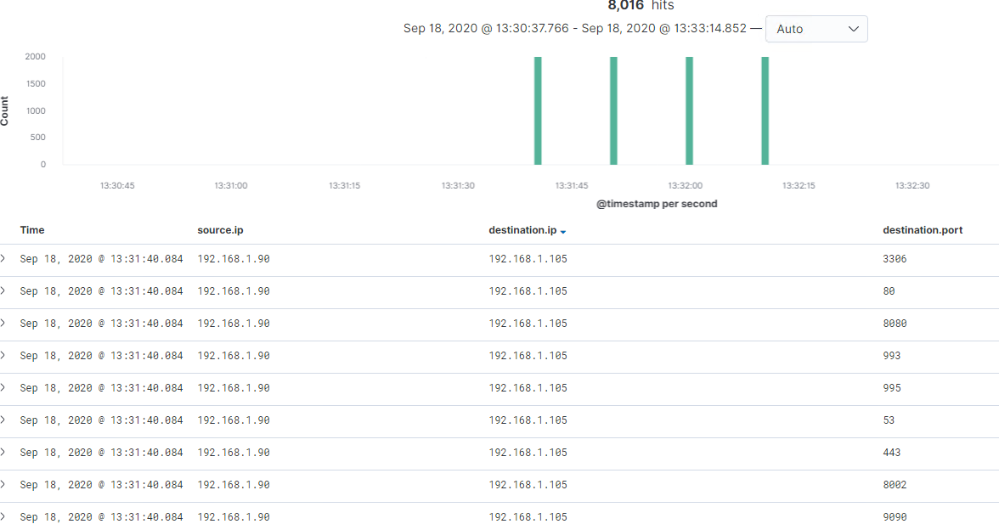 8,016 hits
Sep 18, 2020 @ 13:30:37.766 - Sep 18, 2020 @ 13:33:14.852 — Auto
2000
1500
1000
500
0
Count
13:30:45 13:31:00 13:31:15 13:31:30 13:31:45 13:32:00 13:32:15 13:32:30
@timestamp per second
Time source.ip destination.ip destination.port
Sep 18, 2020 @ 13:31:40.084 192.168.1.90 192.168.1.105 3306
Sep 18, 2020 @ 13:31:40.084 192.168.1.90 192.168.1.105 80
Sep 18, 2020 @ 13:31:40.084 192.168.1.90 192.168.1.105 8080
Sep 18, 2020 @ 13:31:40.084 192.168.1.90 192.168.1.105 993
Sep 18, 2020 @ 13:31:40.084 192.168.1.90 192.168.1.105 995
Sep 18, 2020 @ 13:31:40.084 192.168.1.90 192.168.1.105 53
Sep 18, 2020 @ 13:31:40.084 192.168.1.90 192.168.1.105 443
Sep 18, 2020 @ 13:31:40.084 192.168.1.90 192.168.1.105 8002
Sep 18, 2020 @ 13:31:40.084 192.168.1.90 192.168.1.105 9090